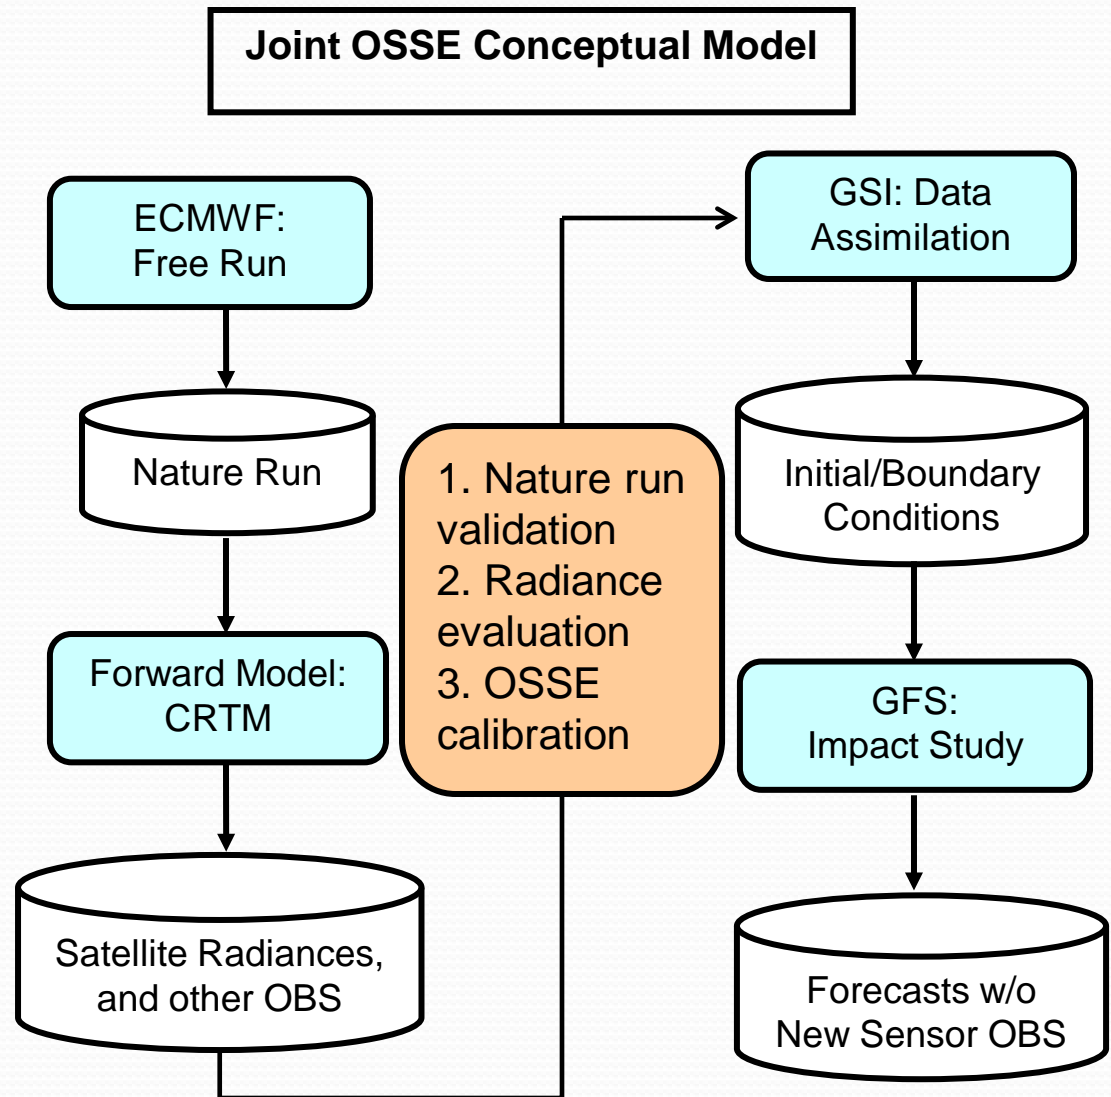 Joint OSSE Conceptual Model
ECMWF:
Free Run
Nature Run
Forward Model:
CRTM
Satellite Radiances,
and other OBS
1. Nature run
validation
2. Radiance
evaluation
3. OSSE
calibration
GSI: Data
Assimilation
Initial/Boundary
Conditions
GFS:
Impact Study
Forecasts w/o
New Sensor OBS